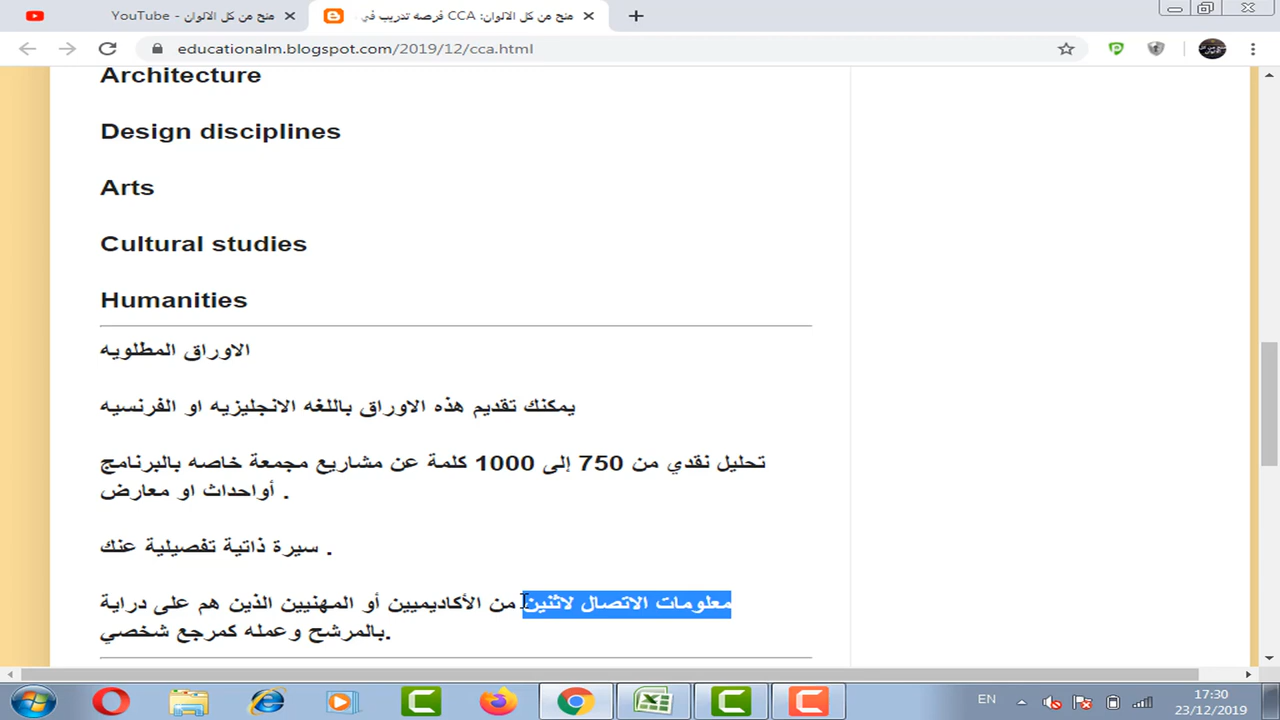 منح من كل الالوان - YouTube
منح من كل الالوان: CCA فرصه تدريب في
educationalm.blogspot.com/2019/12/cca.html
Architecture
Design disciplines
Arts
Cultural studies
Humanities
الاوراق المطلوبه
يمكنك تقديم هذه الاوراق باللغه الانجليزيه او الفرنسيه
تحليل نقدي من 750 إلى 1000 كلمة عن مشاريع مجمعة خاصه بالبرنامج
أواحداث او معارض .
سيرة ذاتية تفصيلية عنك .
معلومات الاتصال لاثنين من الأكاديميين أو المهنيين الذين هم على دراية
بالمرشح وعمله كمرجع شخصي.
EN
17:30
23/12/2019